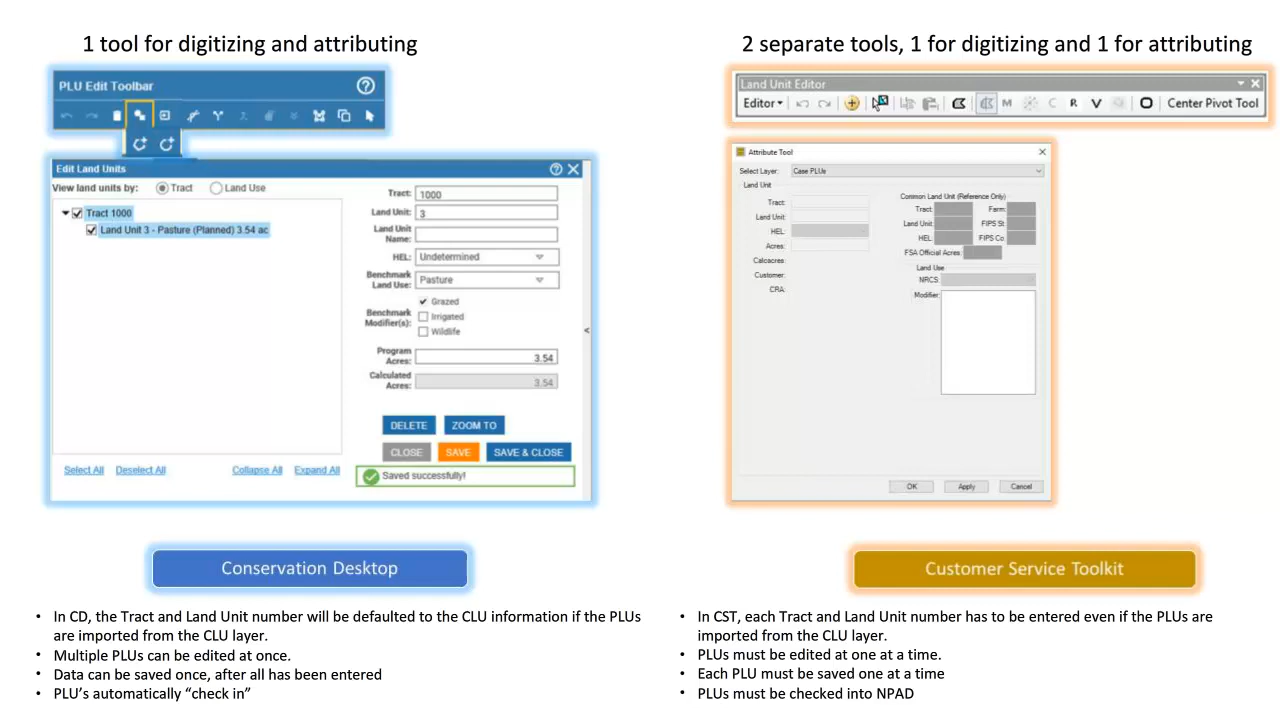 1 tool for digitizing and attributing
PLU Edit Toolbar
Edit Land Units
View land units by: Tract Land Use
Tract 1000
Land Unit 3 - Pasture (Planned) 3.54 ac
Select All Deselect All Collapse All Expand All
Tract: 1000
Land Unit: 3
Land Unit
Name:
HEL: Undetermined
Benchmark
Land Use: Pasture
Grazed
Benchmark
Modifier(s): Irrigated
Wildlife
Program
Acres: 3.54
Calculated
Acres: 3.54
DELETE ZOOM TO
CLOSE SAVE SAVE & CLOSE
Saved successfully!
<
Conservation Desktop
• In CD, the Tract and Land Unit number will be defaulted to the CLU information if the PLUs
are imported from the CLU layer.
• Multiple PLUs can be edited at once.
• Data can be saved once, after all has been entered
• PLU’s automatically “check in”
2 separate tools, 1 for digitizing and 1 for attributing
Land Unit Editor
Editor M C R V Center Pivot Tool
Attribute Tool
Select Layer: Case PLUs
Land Unit
Tract:
Land Unit:
HEL:
Acres:
Calcacres:
Customer:
CRA:
Common Land Unit (Reference Only)
Tract: Farm:
Land Unit: FIPS St:
HEL: FIPS Co:
FSA Official Acres:
Land Use
NRCS:
Modifier:
OK Apply Cancel
Customer Service Toolkit
• In CST, each Tract and Land Unit number has to be entered even if the PLUs are
imported from the CLU layer.
• PLUs must be edited at one at a time.
• Each PLU must be saved one at a time
• PLUs must be checked into NPAD